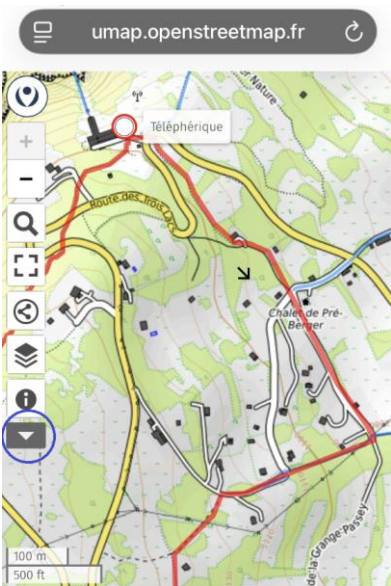 umap.openstreetmap.fr
Nature
Téléphérique
Route des Trois Lacs
Chalet de Pré-
Berger
de la Grange-Passey
100 m
500 ft